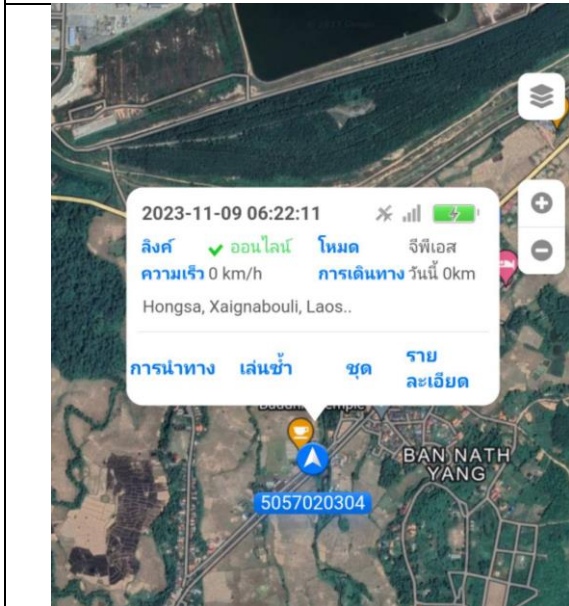 2023-11-09 06:22:11
ลิงค์ ออนไลน์ โหมด จีพีเอส
ความเร็ว 0 km/h การเดินทาง วันนี้ 0km
Hongsa, Xaignabouli, Laos..
การนำทาง เล่นซ้ำ ชุด ราย
ละเอียด
BAN NATH
YANG
5057020304